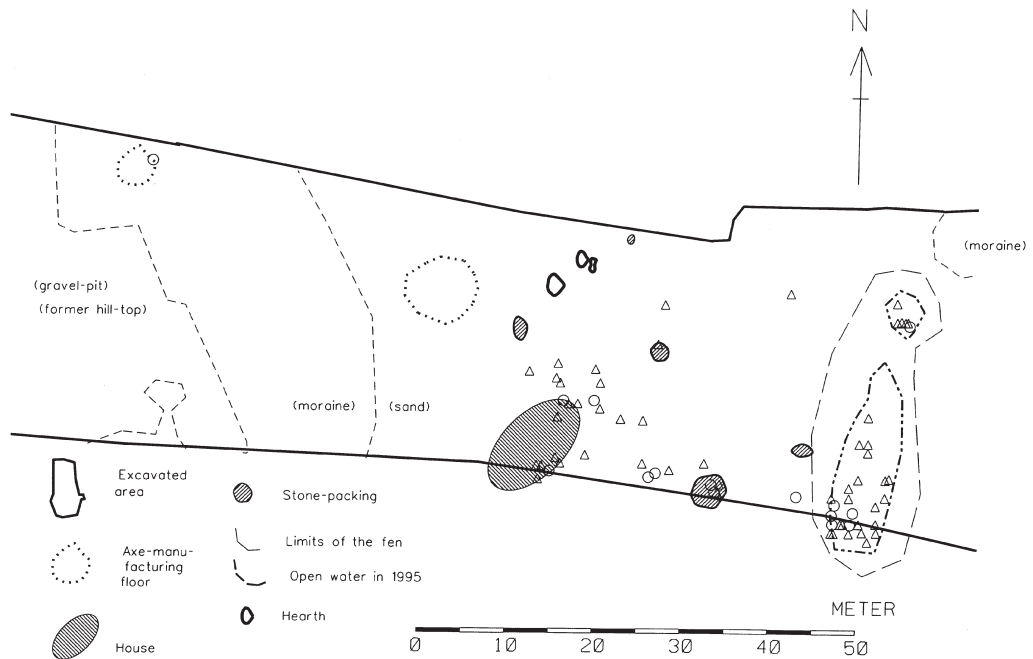 N
(moraine)
(gravel-pit)
(former hill-top)
(moraine)
(sand)
Excavated
area
Stone-packing
Axe-manu-
facturing
floor
Limits of the fen
Open water in 1995
Hearth
House
METER
0 10 20 30 40 50